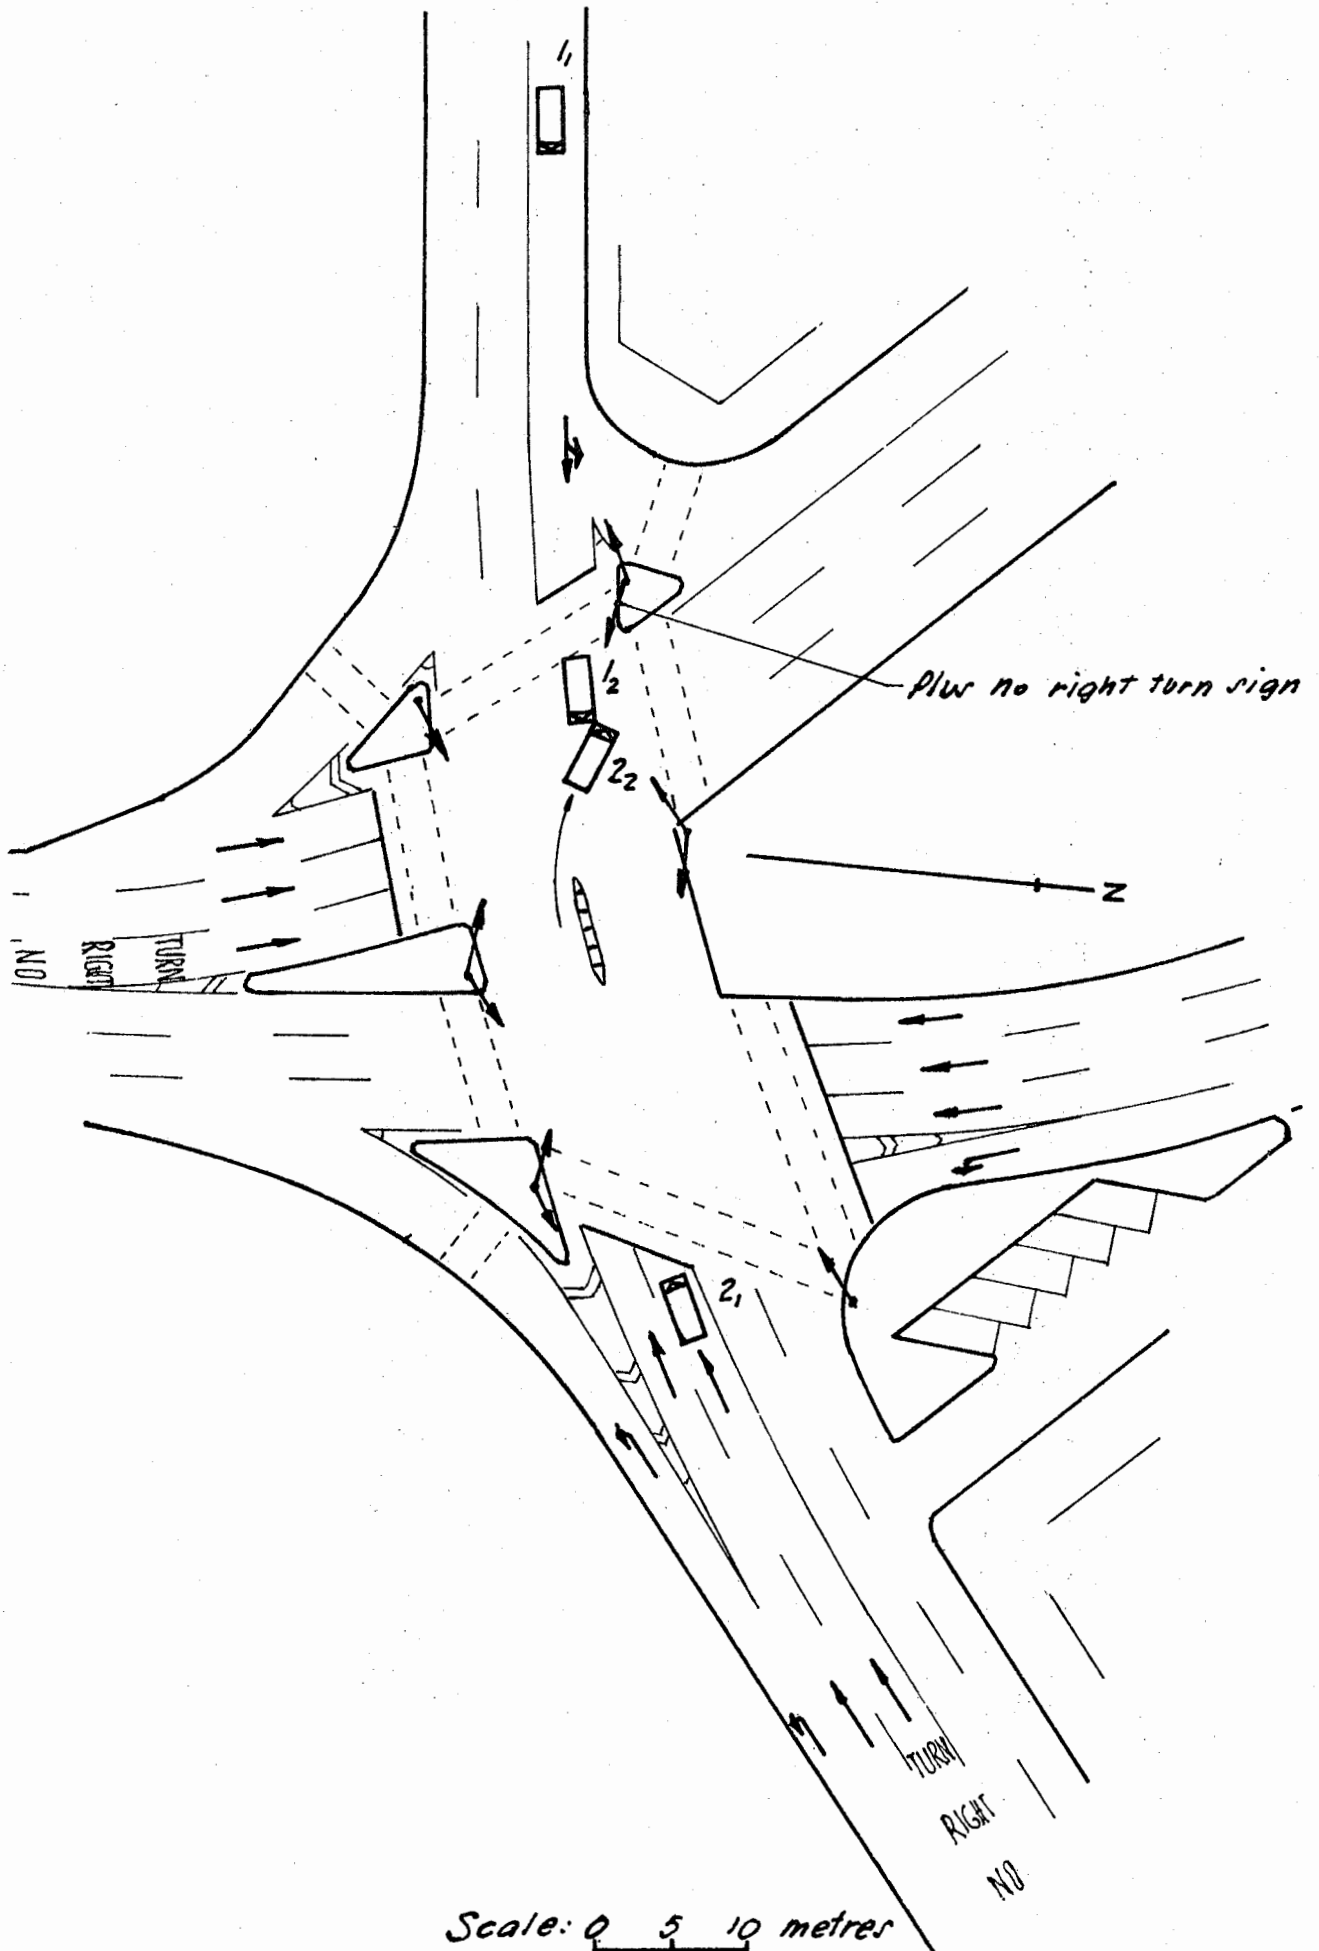 1₁
Plus no right turn sign
1₂
2₂
N
NO RIGHT TURN
2₁
TURN
RIGHT
NO
Scale: 0 5 10 metres